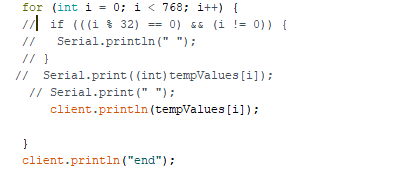 for (int i = 0; i < 768; i++) {
//  if (((i % 32) == 0) && (i != 0)) {
//   Serial.println(" ");
// }
//  Serial.print((int)tempValues[i]);
// Serial.print(" ");
client.println(tempValues[i]);
}
client.println("end");